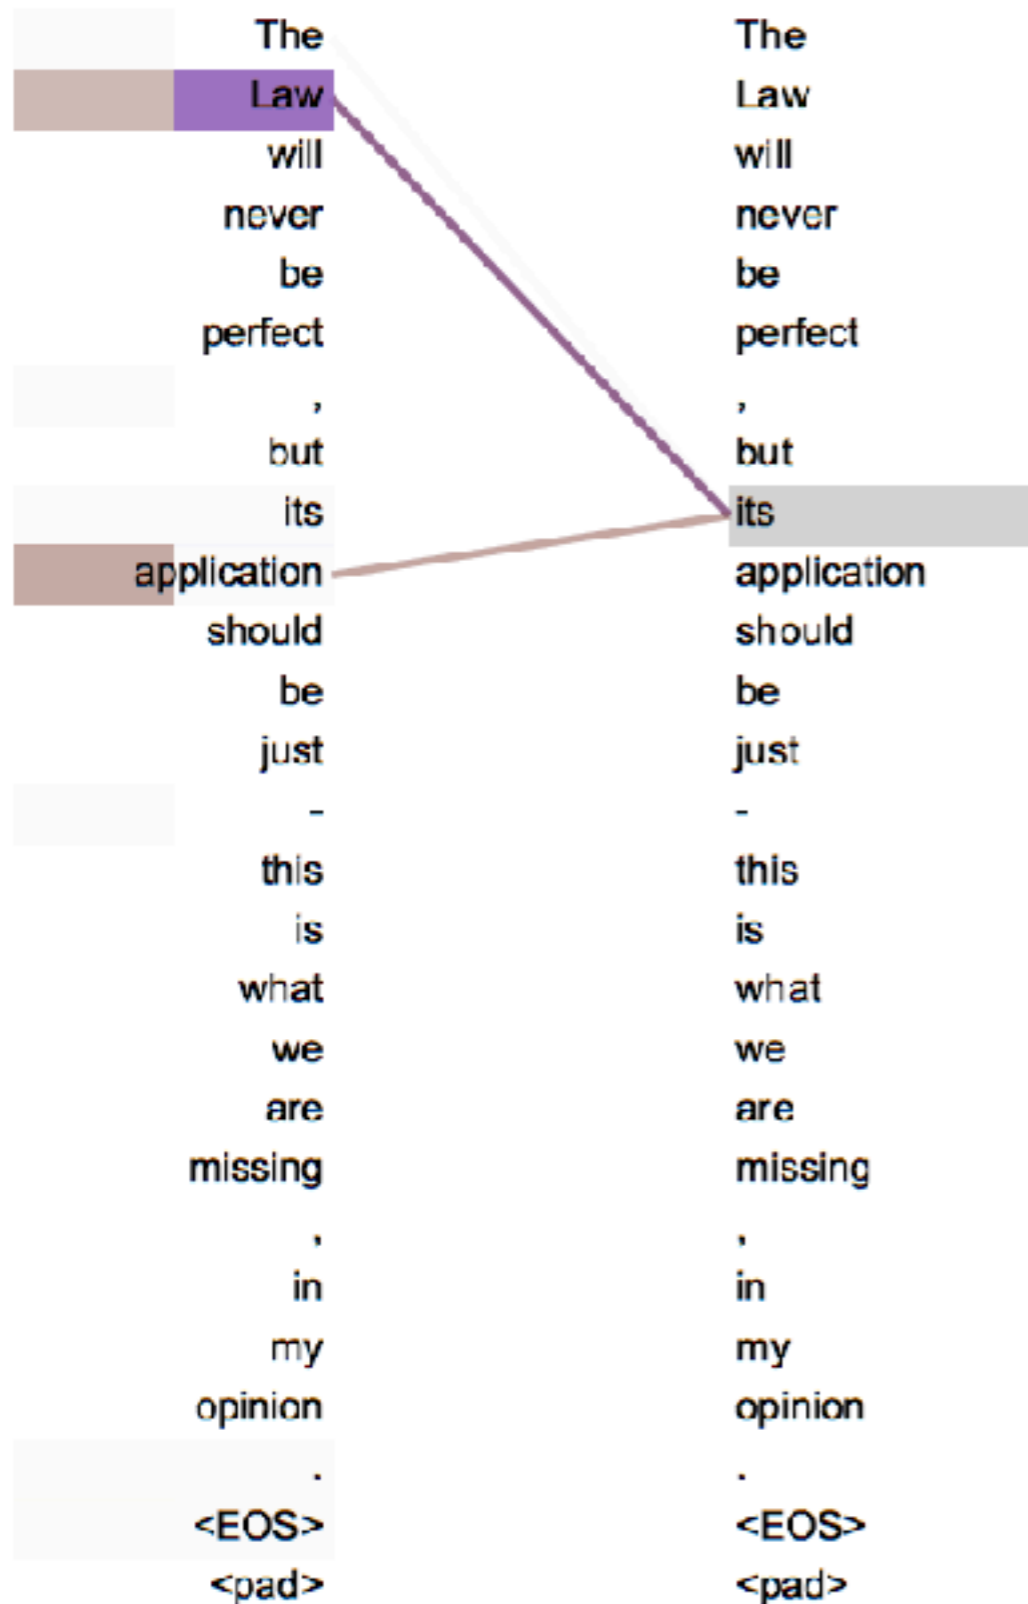 The The
Law Law
will will
never never
be be
perfect perfect
, ,
but but
its its
application application
should should
be be
just just
- -
this this
is is
what what
we we
are are
missing missing
, ,
in in
my my
opinion opinion
. .
<EOS> <EOS>
<pad> <pad>